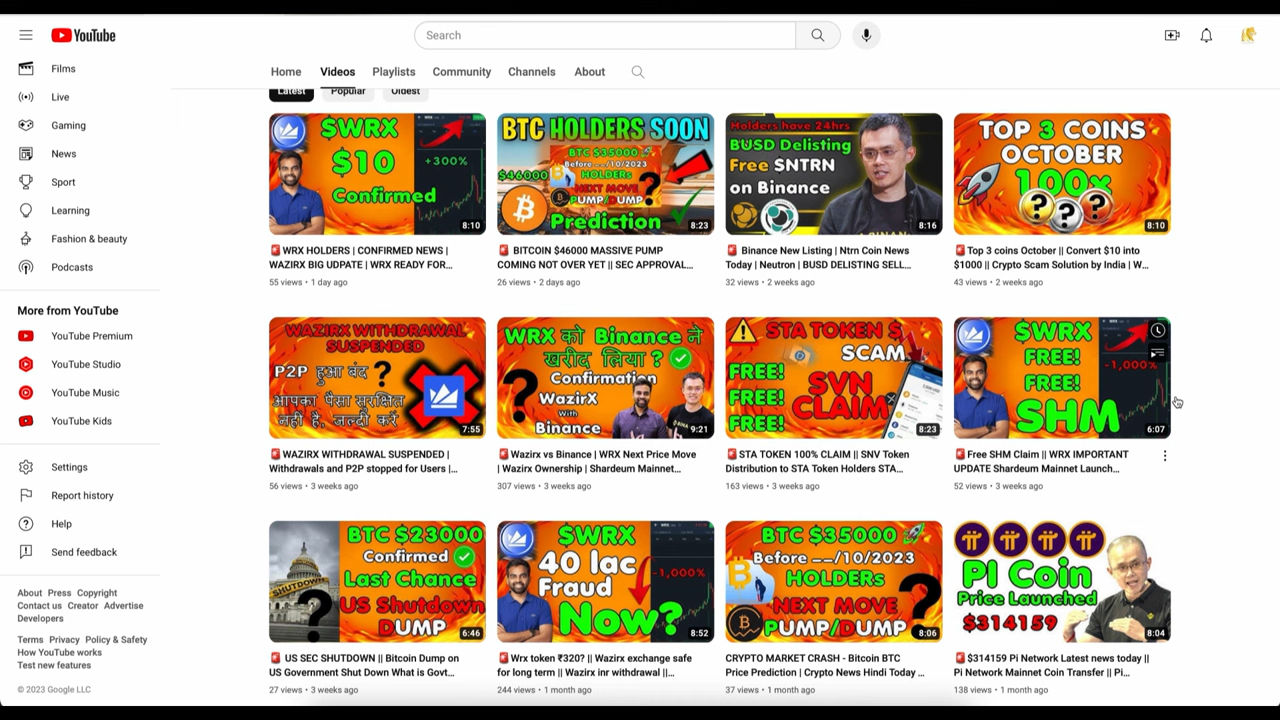 YouTube
Search
Home
Videos
Playlists
Community
Channels
About
Latest
Popular
Oldest
Films
Live
Gaming
News
Sport
Learning
Fashion & beauty
Podcasts
More from YouTube
YouTube Premium
YouTube Studio
YouTube Music
YouTube Kids
Settings
Report history
Help
Send feedback
About Press Copyright
Contact us Creator Advertise
Developers
Terms Privacy Policy & Safety
How YouTube works
Test new features
© 2023 Google LLC
$WRX
$10
+300%
Confirmed
8:10
WRX HOLDERS | CONFIRMED NEWS |
WAZIRX BIG UDPATE | WRX READY FOR...
55 views • 1 day ago
BTC HOLDERS SOON
BTC $35000
Before --/10/2023
$46000
HOLDERs
NEXT MOVE
PUMP/DUMP
?
Prediction
8:23
BITCOIN $46000 MASSIVE PUMP
COMING NOT OVER YET || SEC APPROVAL...
26 views • 2 days ago
Holders have 24hrs
BUSD Delisting
Free $NTRN
on Binance
8:16
Binance New Listing | Ntrn Coin News
Today | Neutron | BUSD DELISTING SELL...
32 views • 2 weeks ago
TOP 3 COINS
OCTOBER
100x
? ? ?
8:10
Top 3 coins October || Convert $10 into
$1000 || Crypto Scam Solution by India | W...
43 views • 2 weeks ago
WAZIRX WITHDRAWAL
SUSPENDED
P2P हुआ बंद ?
आपका पैसा सुरक्षित
नहीं है, जल्दी करें
7:55
WAZIRX WITHDRAWAL SUSPENDED |
Withdrawals and P2P stopped for Users |...
56 views • 3 weeks ago
WRX को Binance ने
खरीद लिया ?
?
Confirmation
WazirX
With
Binance
9:21
Wazirx vs Binance | WRX Next Price Move
| Wazirx Ownership | Shardeum Mainnet...
307 views • 3 weeks ago
STA TOKEN $
SCAM
FREE!
FREE!
FREE!
SVN
CLAIM
8:23
STA TOKEN 100% CLAIM || SNV Token
Distribution to STA Token Holders STA...
163 views • 3 weeks ago
$WRX
FREE!
FREE!
-1,000%
SHM
6:07
Free SHM Claim || WRX IMPORTANT
UPDATE Shardeum Mainnet Launch...
52 views • 3 weeks ago
BTC $23000
Confirmed
SHUTDOWN
Last Chance
?
US Shutdown
DUMP
6:46
US SEC SHUTDOWN || Bitcoin Dump on
US Government Shut Down What is Govt...
27 views • 3 weeks ago
$WRX
40 lac
Fraud
-1,000%
Now?
8:52
Wrx token ₹320? || Wazirx exchange safe
for long term || Wazirx inr withdrawal ||...
244 views • 1 month ago
BTC $35000
Before --/10/2023
HOLDERs
NEXT MOVE
PUMP/DUMP
?
8:06
CRYPTO MARKET CRASH - Bitcoin BTC
Price Prediction | Crypto News Hindi Today ...
37 views • 1 month ago
PI Coin
Price Launched
$314159
8:04
$314159 Pi Network Latest news today ||
Pi Network Mainnet Coin Transfer || Pi...
138 views • 1 month ago